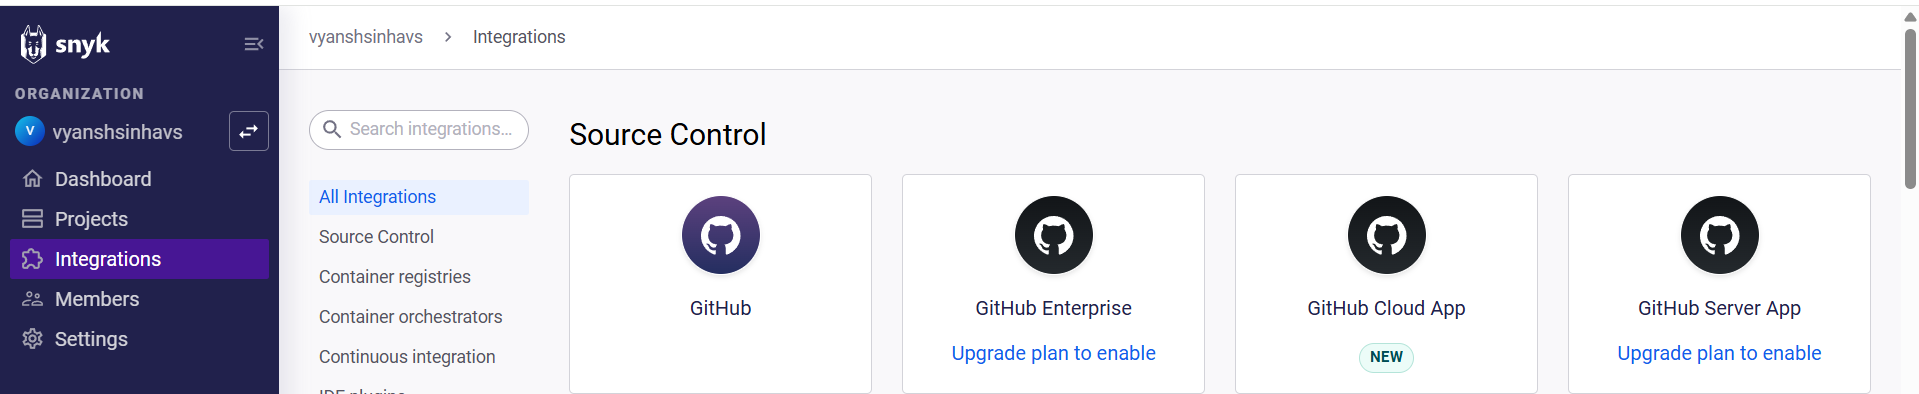 snyk
ORGANIZATION
V vyanshsinhavs
Dashboard
Projects
Integrations
Members
Settings
vyanshsinhavs > Integrations
Search integrations...
All Integrations
Source Control
Container registries
Container orchestrators
Continuous integration
IDE plugins
Source Control
GitHub
GitHub Enterprise
Upgrade plan to enable
GitHub Cloud App
NEW
GitHub Server App
Upgrade plan to enable